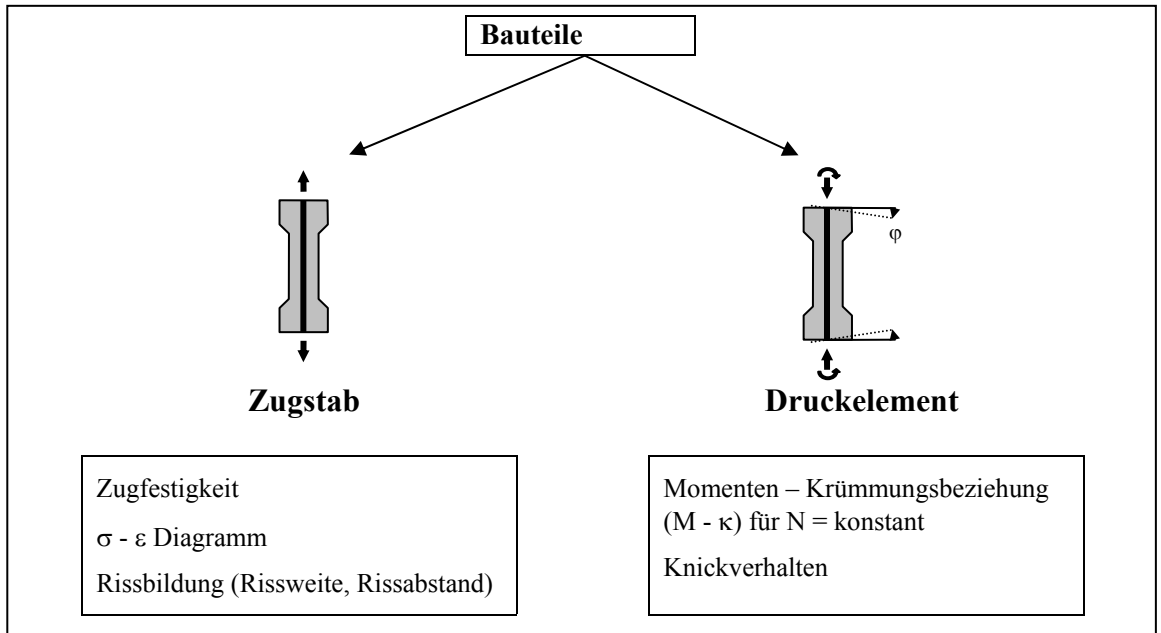 Bauteile
φ
Zugstab
Druckelement
Zugfestigkeit
σ - ε Diagramm
Rissbildung (Rissweite, Rissabstand)
Momenten – Krümmungsbeziehung
(M - κ) für N = konstant
Knickverhalten